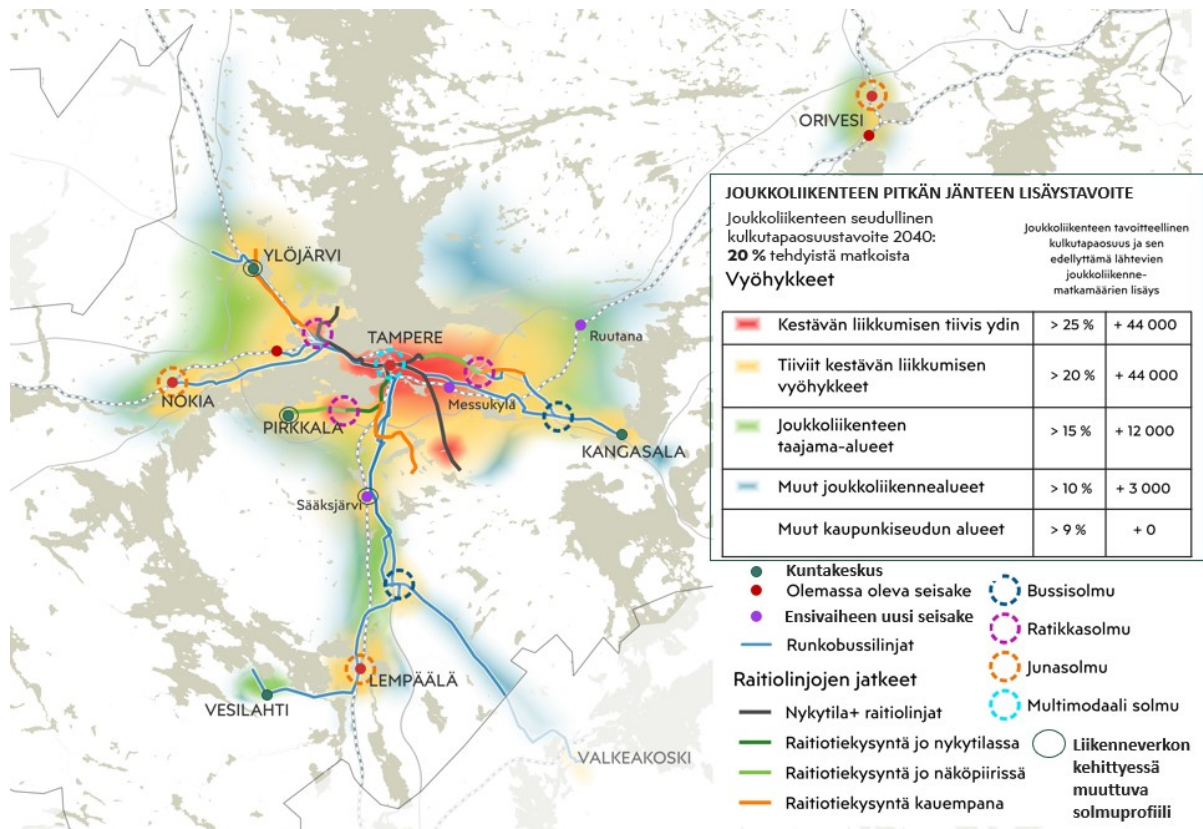 ORIVESI
YLÖJÄRVI
TAMPERE
Ruutana
NOKIA
Messukylä
PIRKKALA
KANGASALA
Sääksjärvi
LEMPÄÄLÄ
VESILAHTI
VALKEAKOSKI
JOUKKOLIIKENTEEN PITKÄN JÄNTEEN LISÄYSTAVOITE
Joukkoliikenteen seudullinen
kulkutapaosuustavoite 2040:
20 % tehdyistä matkoista
Vyöhykkeet
Joukkoliikenteen tavoitteellinen
kulkutapaosuus ja sen
edellyttämä lähtevien
joukkoliikenne-
matkamäärien lisäys
Kestävän liikkumisen tiivis ydin > 25 % + 44 000
Tiiviit kestävän liikkumisen
vyöhykkeet > 20 % + 44 000
Joukkoliikenteen
taajama-alueet > 15 % + 12 000
Muut joukkoliikennealueet > 10 % + 3 000
Muut kaupunkiseudun alueet > 9 % + 0
Kuntakeskus
Olemassa oleva seisake
Ensivaiheen uusi seisake
Runkobussilinjat
Raitiolinjojen jatkeet
Nykytila+ raitiolinjat
Raitiotiekysyntä jo nykytilassa
Raitiotiekysyntä jo näköpiirissä
Raitiotiekysyntä kauempana
Bussisolmu
Ratikkasolmu
Junasolmu
Multimodaali solmu
Liikenneverkon
kehittyessä
muuttuva
solmuprofiili